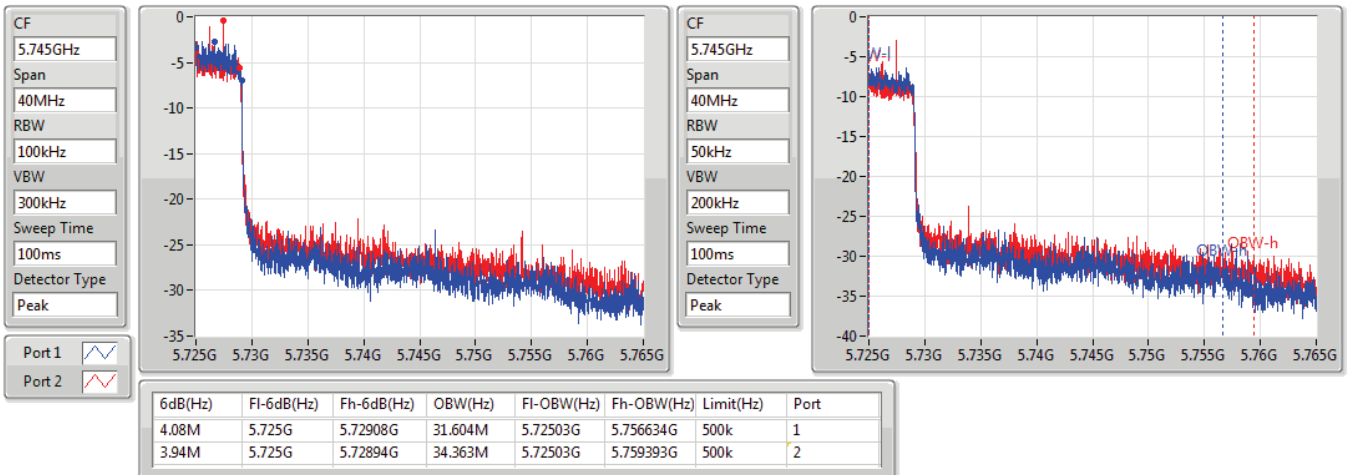 CF
5.745GHz
Span
40MHz
RBW
100kHz
VBW
300kHz
Sweep Time
100ms
Detector Type
Peak
Port 1
Port 2
0
-5
-10
-15
-20
-25
-30
-35
5.725G 5.73G 5.735G 5.74G 5.745G 5.75G 5.755G 5.76G 5.765G
CF
5.745GHz
Span
40MHz
RBW
50kHz
VBW
200kHz
Sweep Time
100ms
Detector Type
Peak
0
-5
-10
-15
-20
-25
-30
-35
-40
W-l
OBW-h
OBW-h
5.725G 5.73G 5.735G 5.74G 5.745G 5.75G 5.755G 5.76G 5.765G
6dB(Hz) Fl-6dB(Hz) Fh-6dB(Hz) OBW(Hz) Fl-OBW(Hz) Fh-OBW(Hz) Limit(Hz) Port
4.08M 5.725G 5.72908G 31.604M 5.72503G 5.756634G 500k 1
3.94M 5.725G 5.72894G 34.363M 5.72503G 5.759393G 500k 2